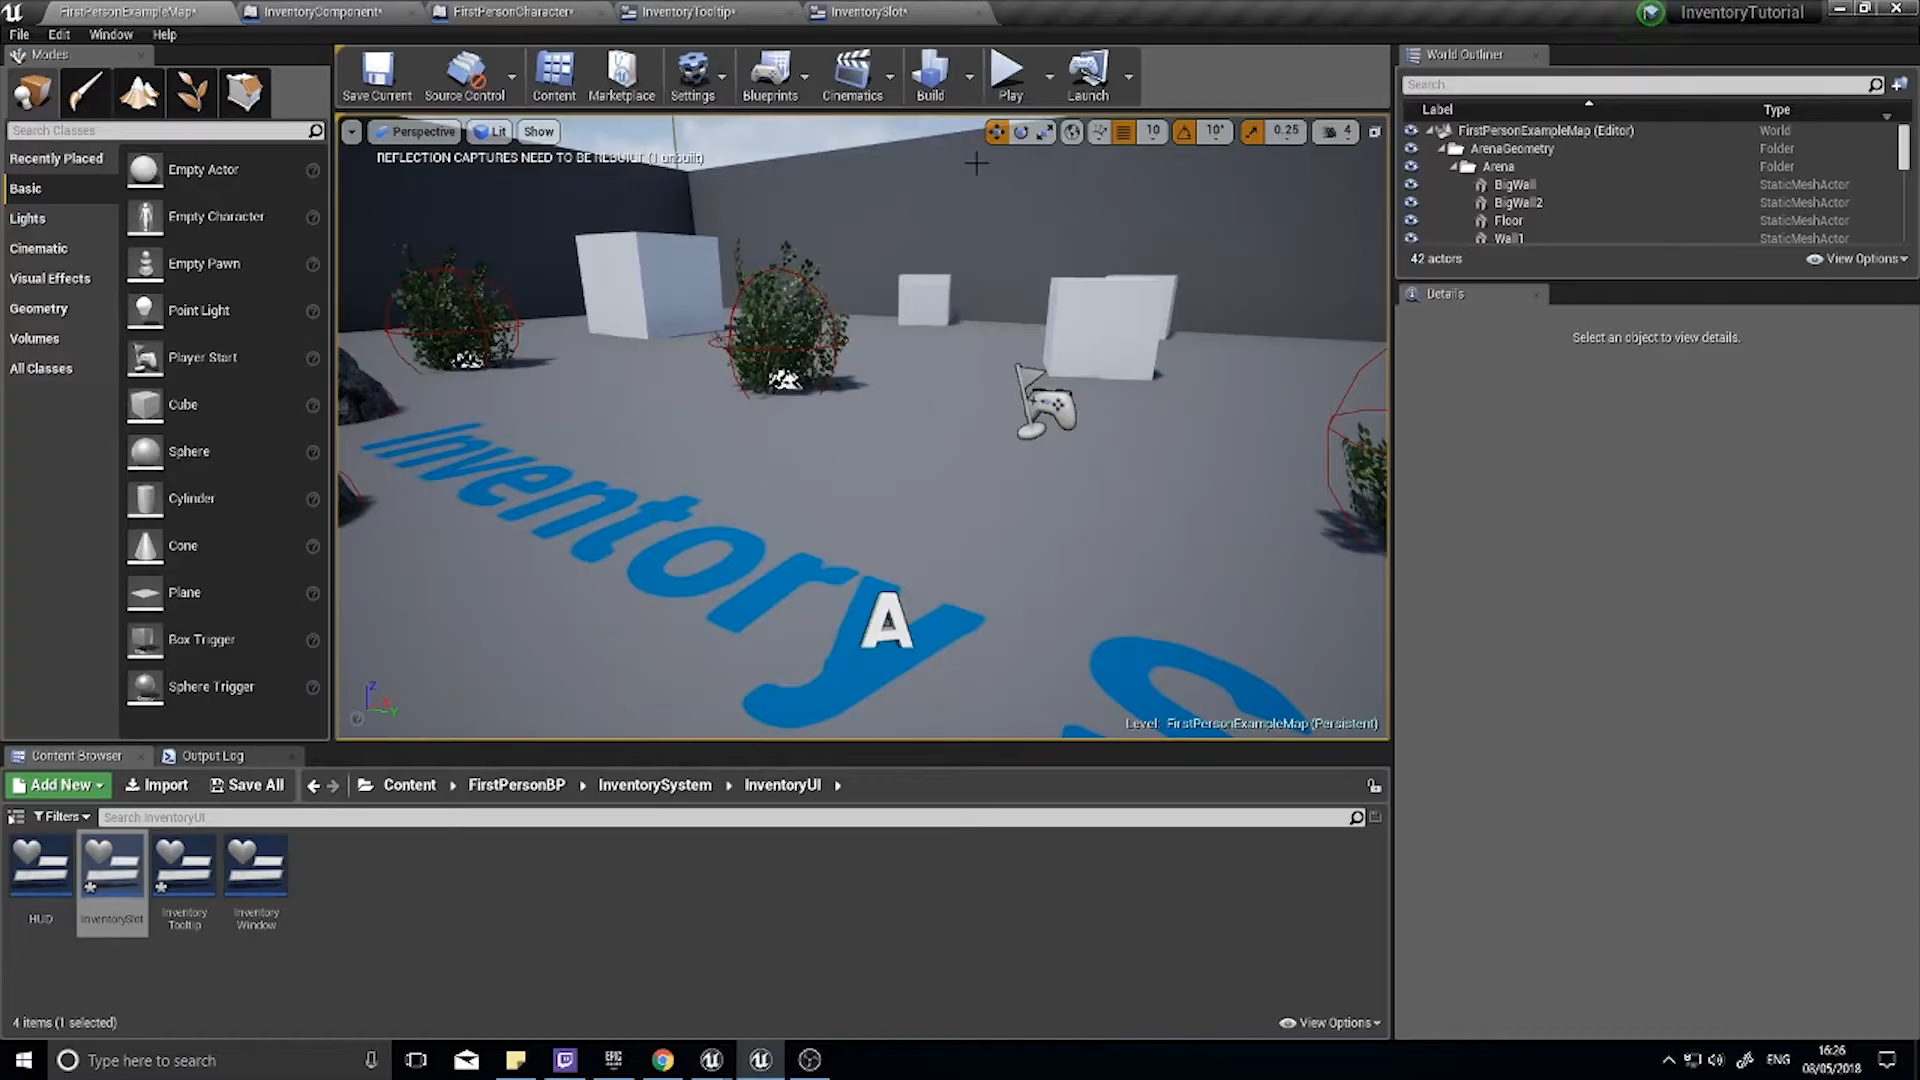 FirstPersonExampleMap*
InventoryComponent*
FirstPersonCharacter*
InventoryTooltip*
InventorySlot*
InventoryTutorial
File Edit Window Help
Modes
Save Current
Source Control
Content
Marketplace
Settings
Blueprints
Cinematics
Build
Play
Launch
Search Classes
Recently Placed
Basic
Lights
Cinematic
Visual Effects
Geometry
Volumes
All Classes
Empty Actor
Empty Character
Empty Pawn
Point Light
Player Start
Cube
Sphere
Cylinder
Cone
Plane
Box Trigger
Sphere Trigger
Perspective Lit Show
10 10° 0.25 4
REFLECTION CAPTURES NEED TO BE REBUILT (1 unbuilt)
Inventory
A
S
Z
Y
Level: FirstPersonExampleMap (Persistent)
World Outliner
Search
Label Type
FirstPersonExampleMap (Editor) World
ArenaGeometry Folder
Arena Folder
BigWall StaticMeshActor
BigWall2 StaticMeshActor
Floor StaticMeshActor
Wall1 StaticMeshActor
42 actors
View Options
Details
Select an object to view details.
Content Browser
Output Log
Add New Import Save All Content FirstPersonBP InventorySystem InventoryUI
Filters Search InventoryUI
HUD
InventorySlot
Inventory
Tooltip
Inventory
Window
4 items (1 selected)
View Options
Type here to search
EPIC
ENG
16:26
08/05/2018